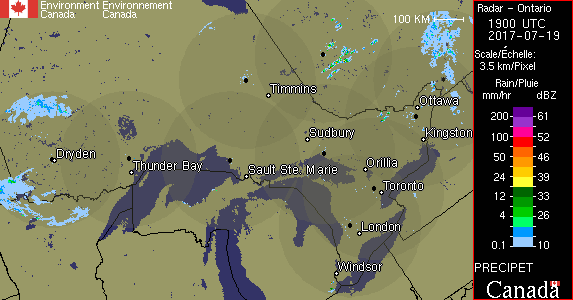 Environment Environnement
Canada Canada
100 KM
Timmins
Ottawa
Sudbury
Kingston
Dryden
Thunder Bay
Sault Ste. Marie
Orillia
Toronto
London
Windsor
Radar - Ontario
1900 UTC
2017-07-19
Scale/Échelle:
3.5 km/Pixel
Rain/Pluie
mm/hr dBZ
200 61
100 52
50 46
24 39
12 33
4 26
0.1 10
PRECIPET
Canada